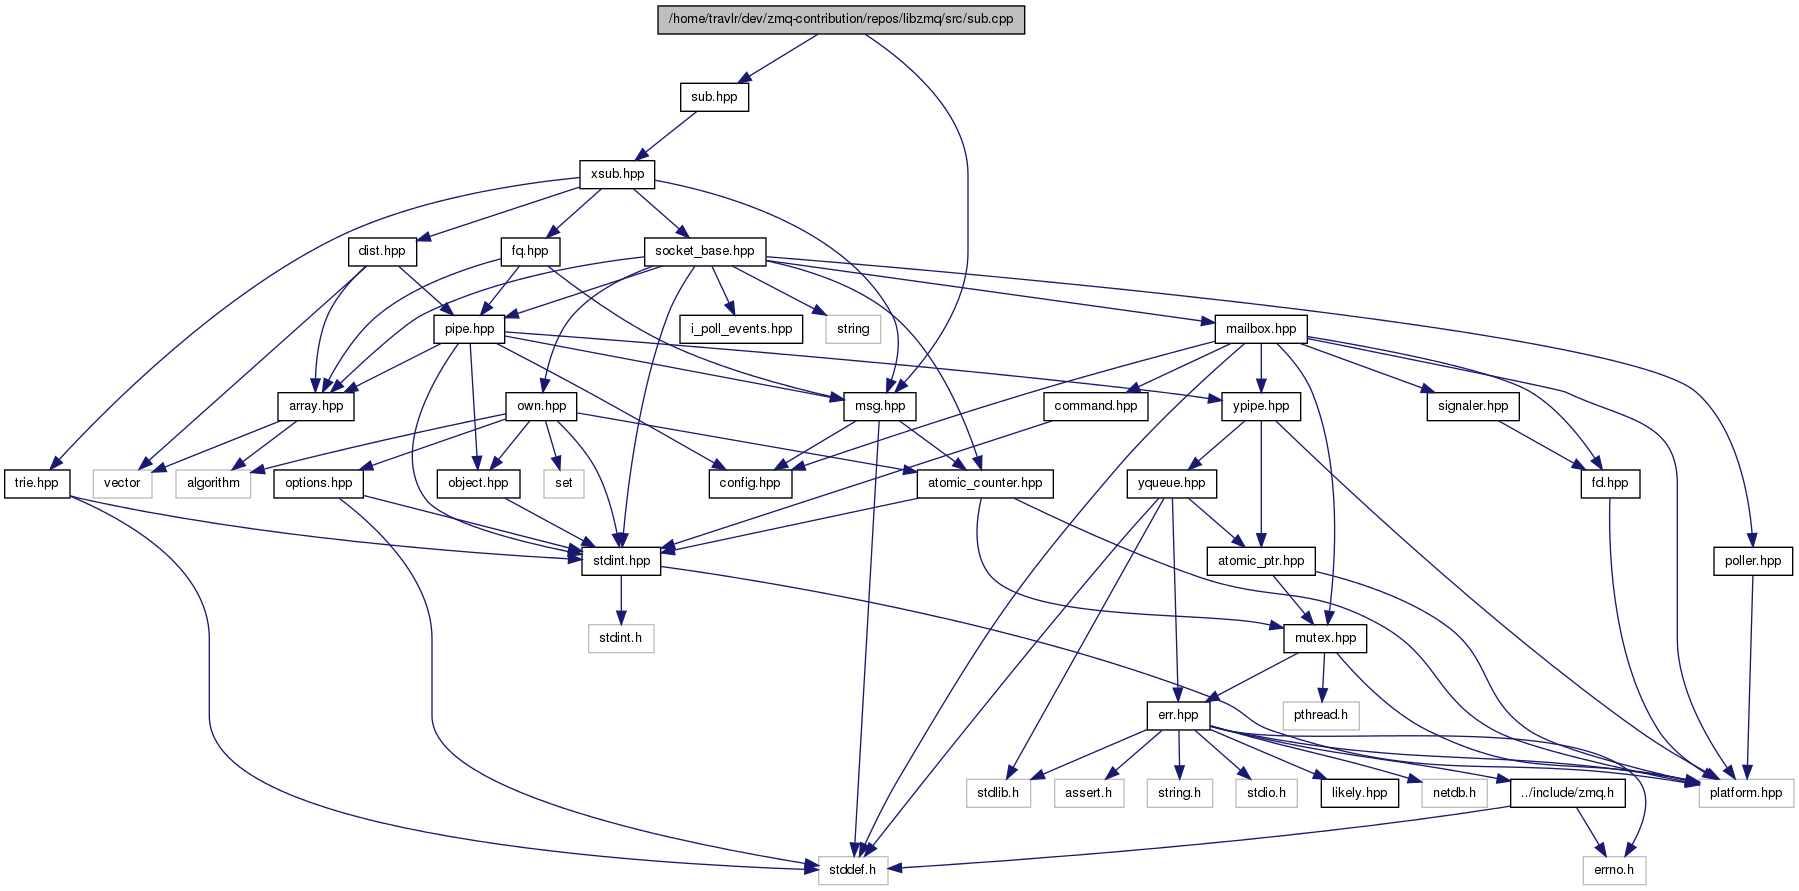 /home/travlr/dev/zmq-contribution/repos/libzmq/src/sub.cpp
sub.hpp
xsub.hpp
dist.hpp
fq.hpp
socket_base.hpp
pipe.hpp
i_poll_events.hpp
string
mailbox.hpp
array.hpp
own.hpp
msg.hpp
command.hpp
ypipe.hpp
signaler.hpp
trie.hpp
vector
algorithm
options.hpp
object.hpp
set
config.hpp
atomic_counter.hpp
yqueue.hpp
fd.hpp
stdint.hpp
atomic_ptr.hpp
poller.hpp
stdint.h
mutex.hpp
err.hpp
pthread.h
stdlib.h
assert.h
string.h
stdio.h
likely.hpp
netdb.h
../include/zmq.h
platform.hpp
stddef.h
errno.h